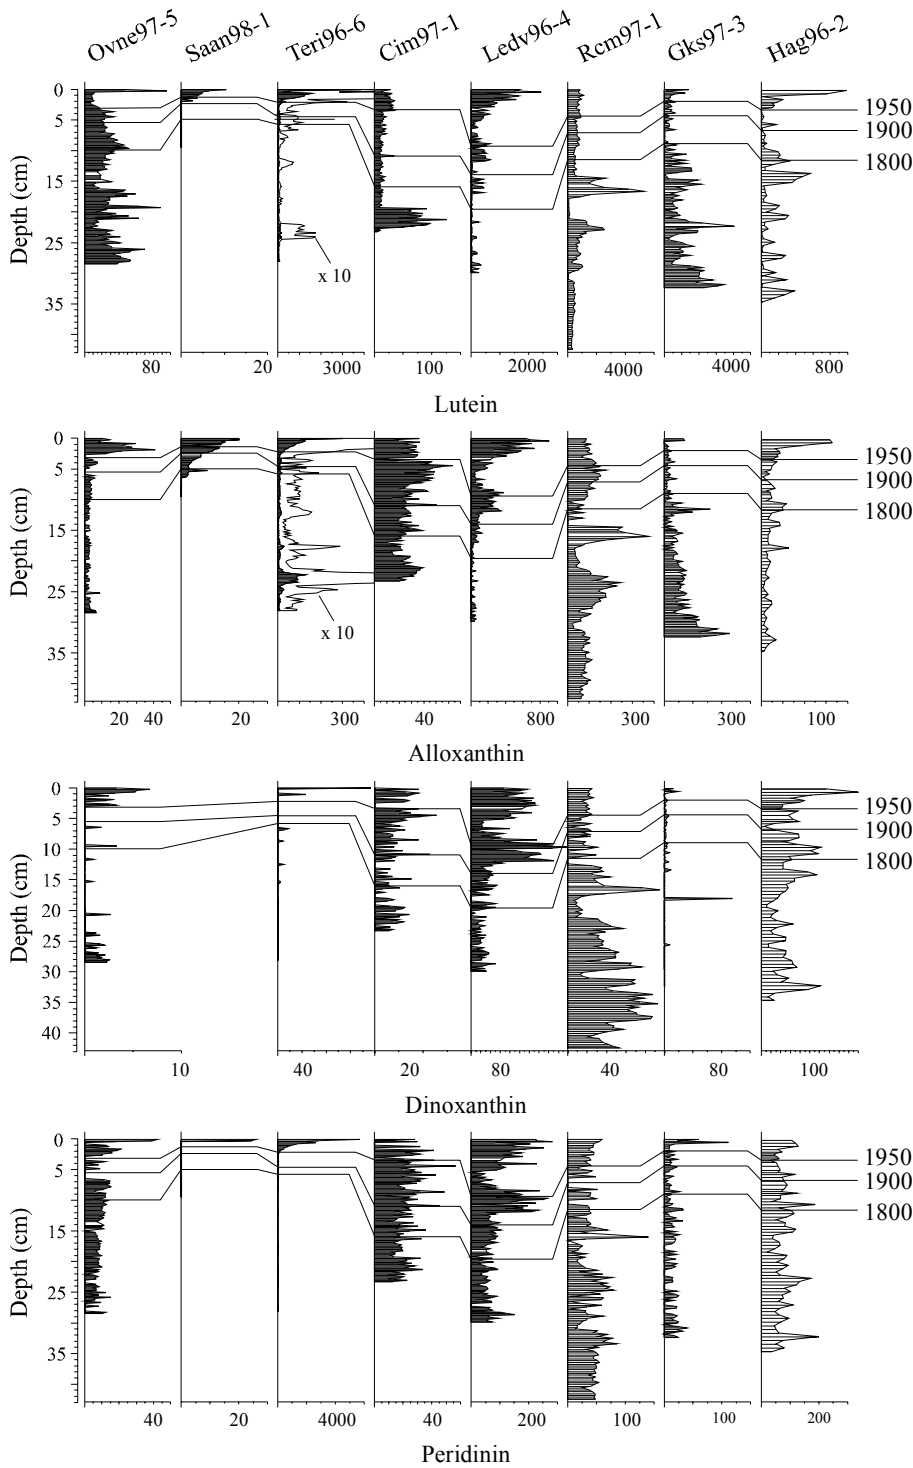 Ovne97-5 Saan98-1 Teri96-6 Cim97-1 Ledv96-4 Rcm97-1 Gks97-3 Hag96-2
0
5
15
25
35
Depth (cm)
1950
1900
1800
x 10
80 20 3000 100 2000 4000 4000 800
Lutein
0
5
15
25
35
Depth (cm)
1950
1900
1800
x 10
20 40 20 300 40 800 300 300 100
Alloxanthin
0
5
10
15
20
25
30
35
40
Depth (cm)
1950
1900
1800
10 40 20 80 40 80 100
Dinoxanthin
0
5
15
25
35
Depth (cm)
1950
1900
1800
40 20 4000 40 200 100 100 200
Peridinin